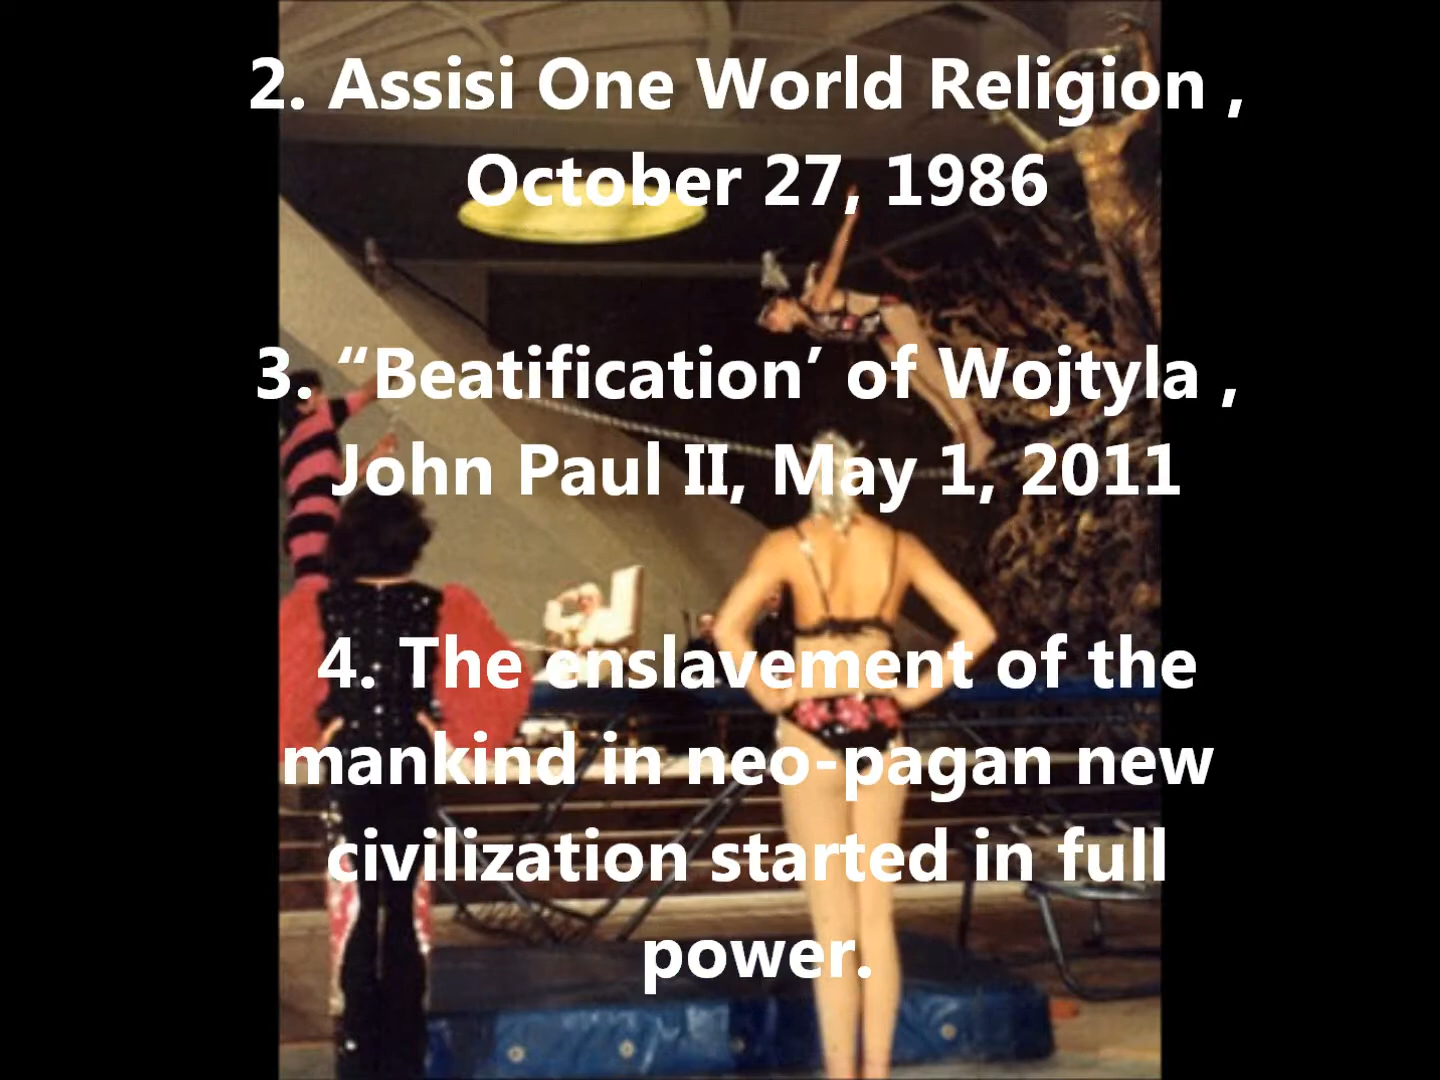 2. Assisi One World Religion ,
October 27, 1986
3. “Beatification’ of Wojtyla ,
John Paul II, May 1, 2011
4. The enslavement of the
mankind in neo-pagan new
civilization started in full
power.